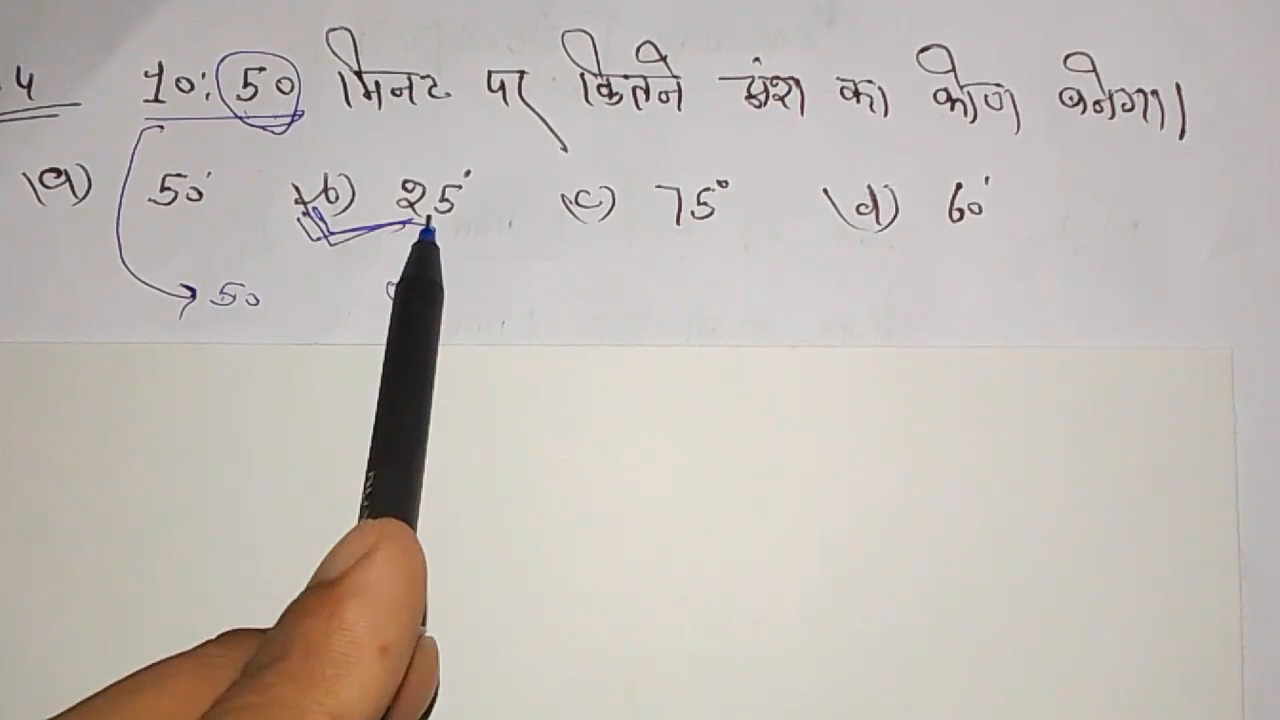 .4 10:50 मिनट पर कितने अंश का कोण बनेगा।
(a) 50° (b) 25° (c) 75° (d) 60°
50